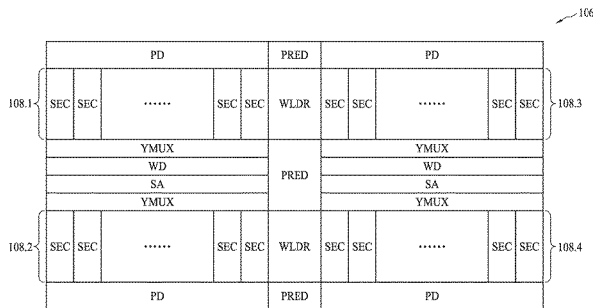 106
PD PRED PD
108.1 SEC SEC ...... SEC SEC WLDR SEC SEC ...... SEC SEC 108.3
YMUX YMUX
WD WD
PRED
SA SA
YMUX YMUX
108.2 SEC SEC ...... SEC SEC WLDR SEC SEC ...... SEC SEC 108.4
PD PRED PD